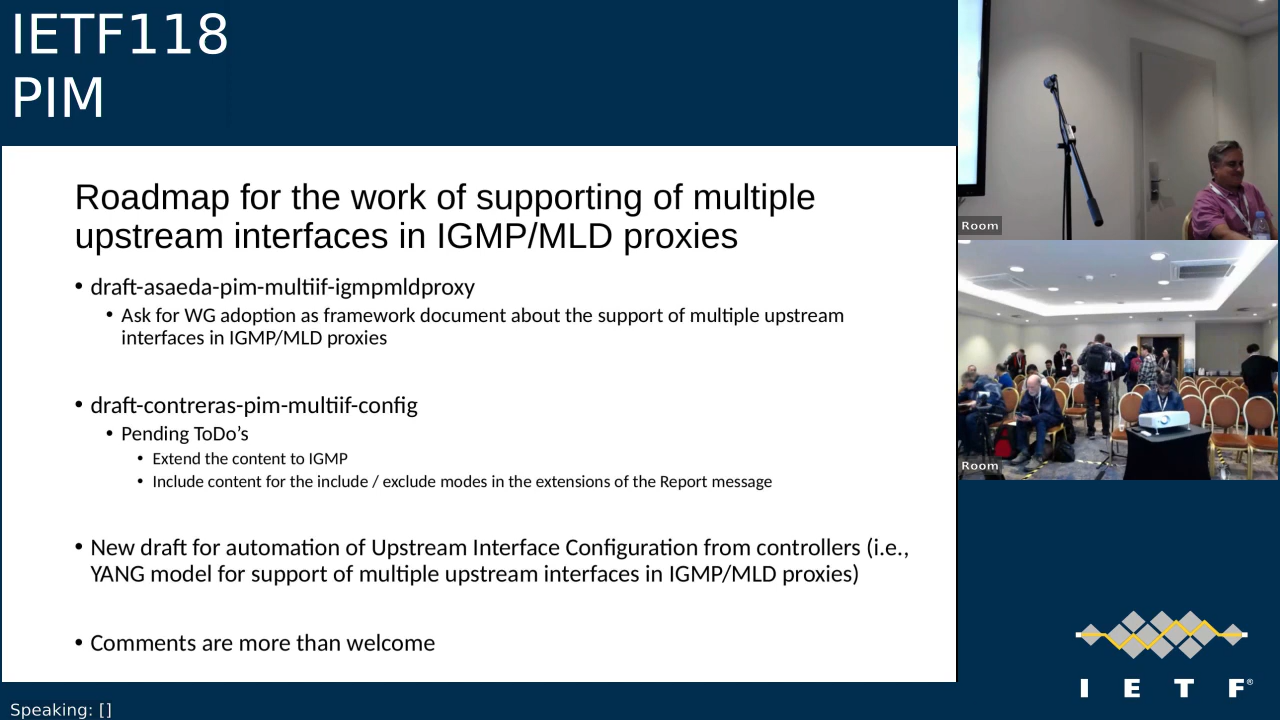 IETF118
PIM
Roadmap for the work of supporting of multiple
upstream interfaces in IGMP/MLD proxies
• draft-asaeda-pim-multiif-igmpmldproxy
• Ask for WG adoption as framework document about the support of multiple upstream
interfaces in IGMP/MLD proxies
• draft-contreras-pim-multiif-config
• Pending ToDo’s
• Extend the content to IGMP
• Include content for the include / exclude modes in the extensions of the Report message
• New draft for automation of Upstream Interface Configuration from controllers (i.e.,
YANG model for support of multiple upstream interfaces in IGMP/MLD proxies)
• Comments are more than welcome
Room
Room
I E T F®
Speaking: []